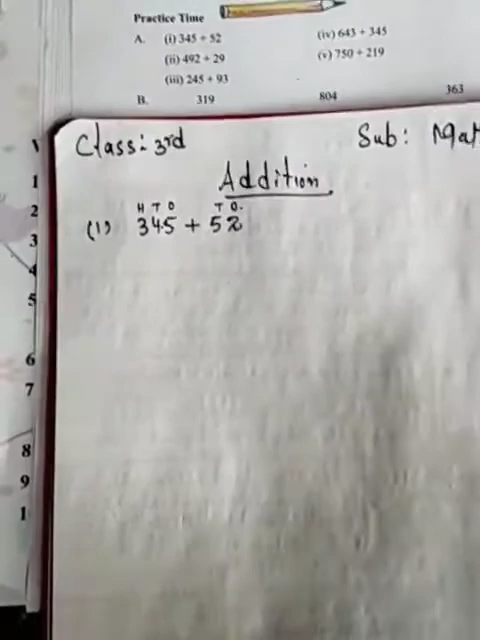 Practice Time
A. (i) 345 + 52 (iv) 643 + 345
(ii) 492 + 29 (v) 750 + 219
(iii) 245 + 93
B. 319 804 363
Class: 3rd Sub: Mat
Addition
H T O T O.
(1) 345 + 52
1
2
3
4
5
6
7
8
9
1